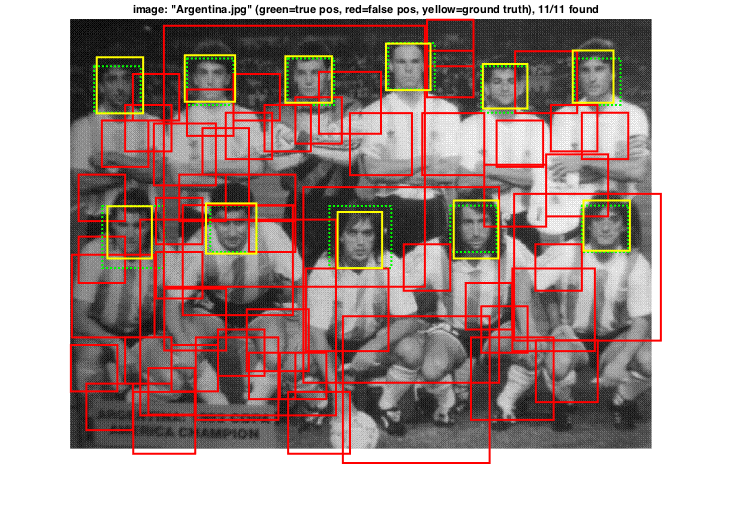 image: "Argentina.jpg" (green=true pos, red=false pos, yellow=ground truth), 11/11 found
AMERICA CHAMPION